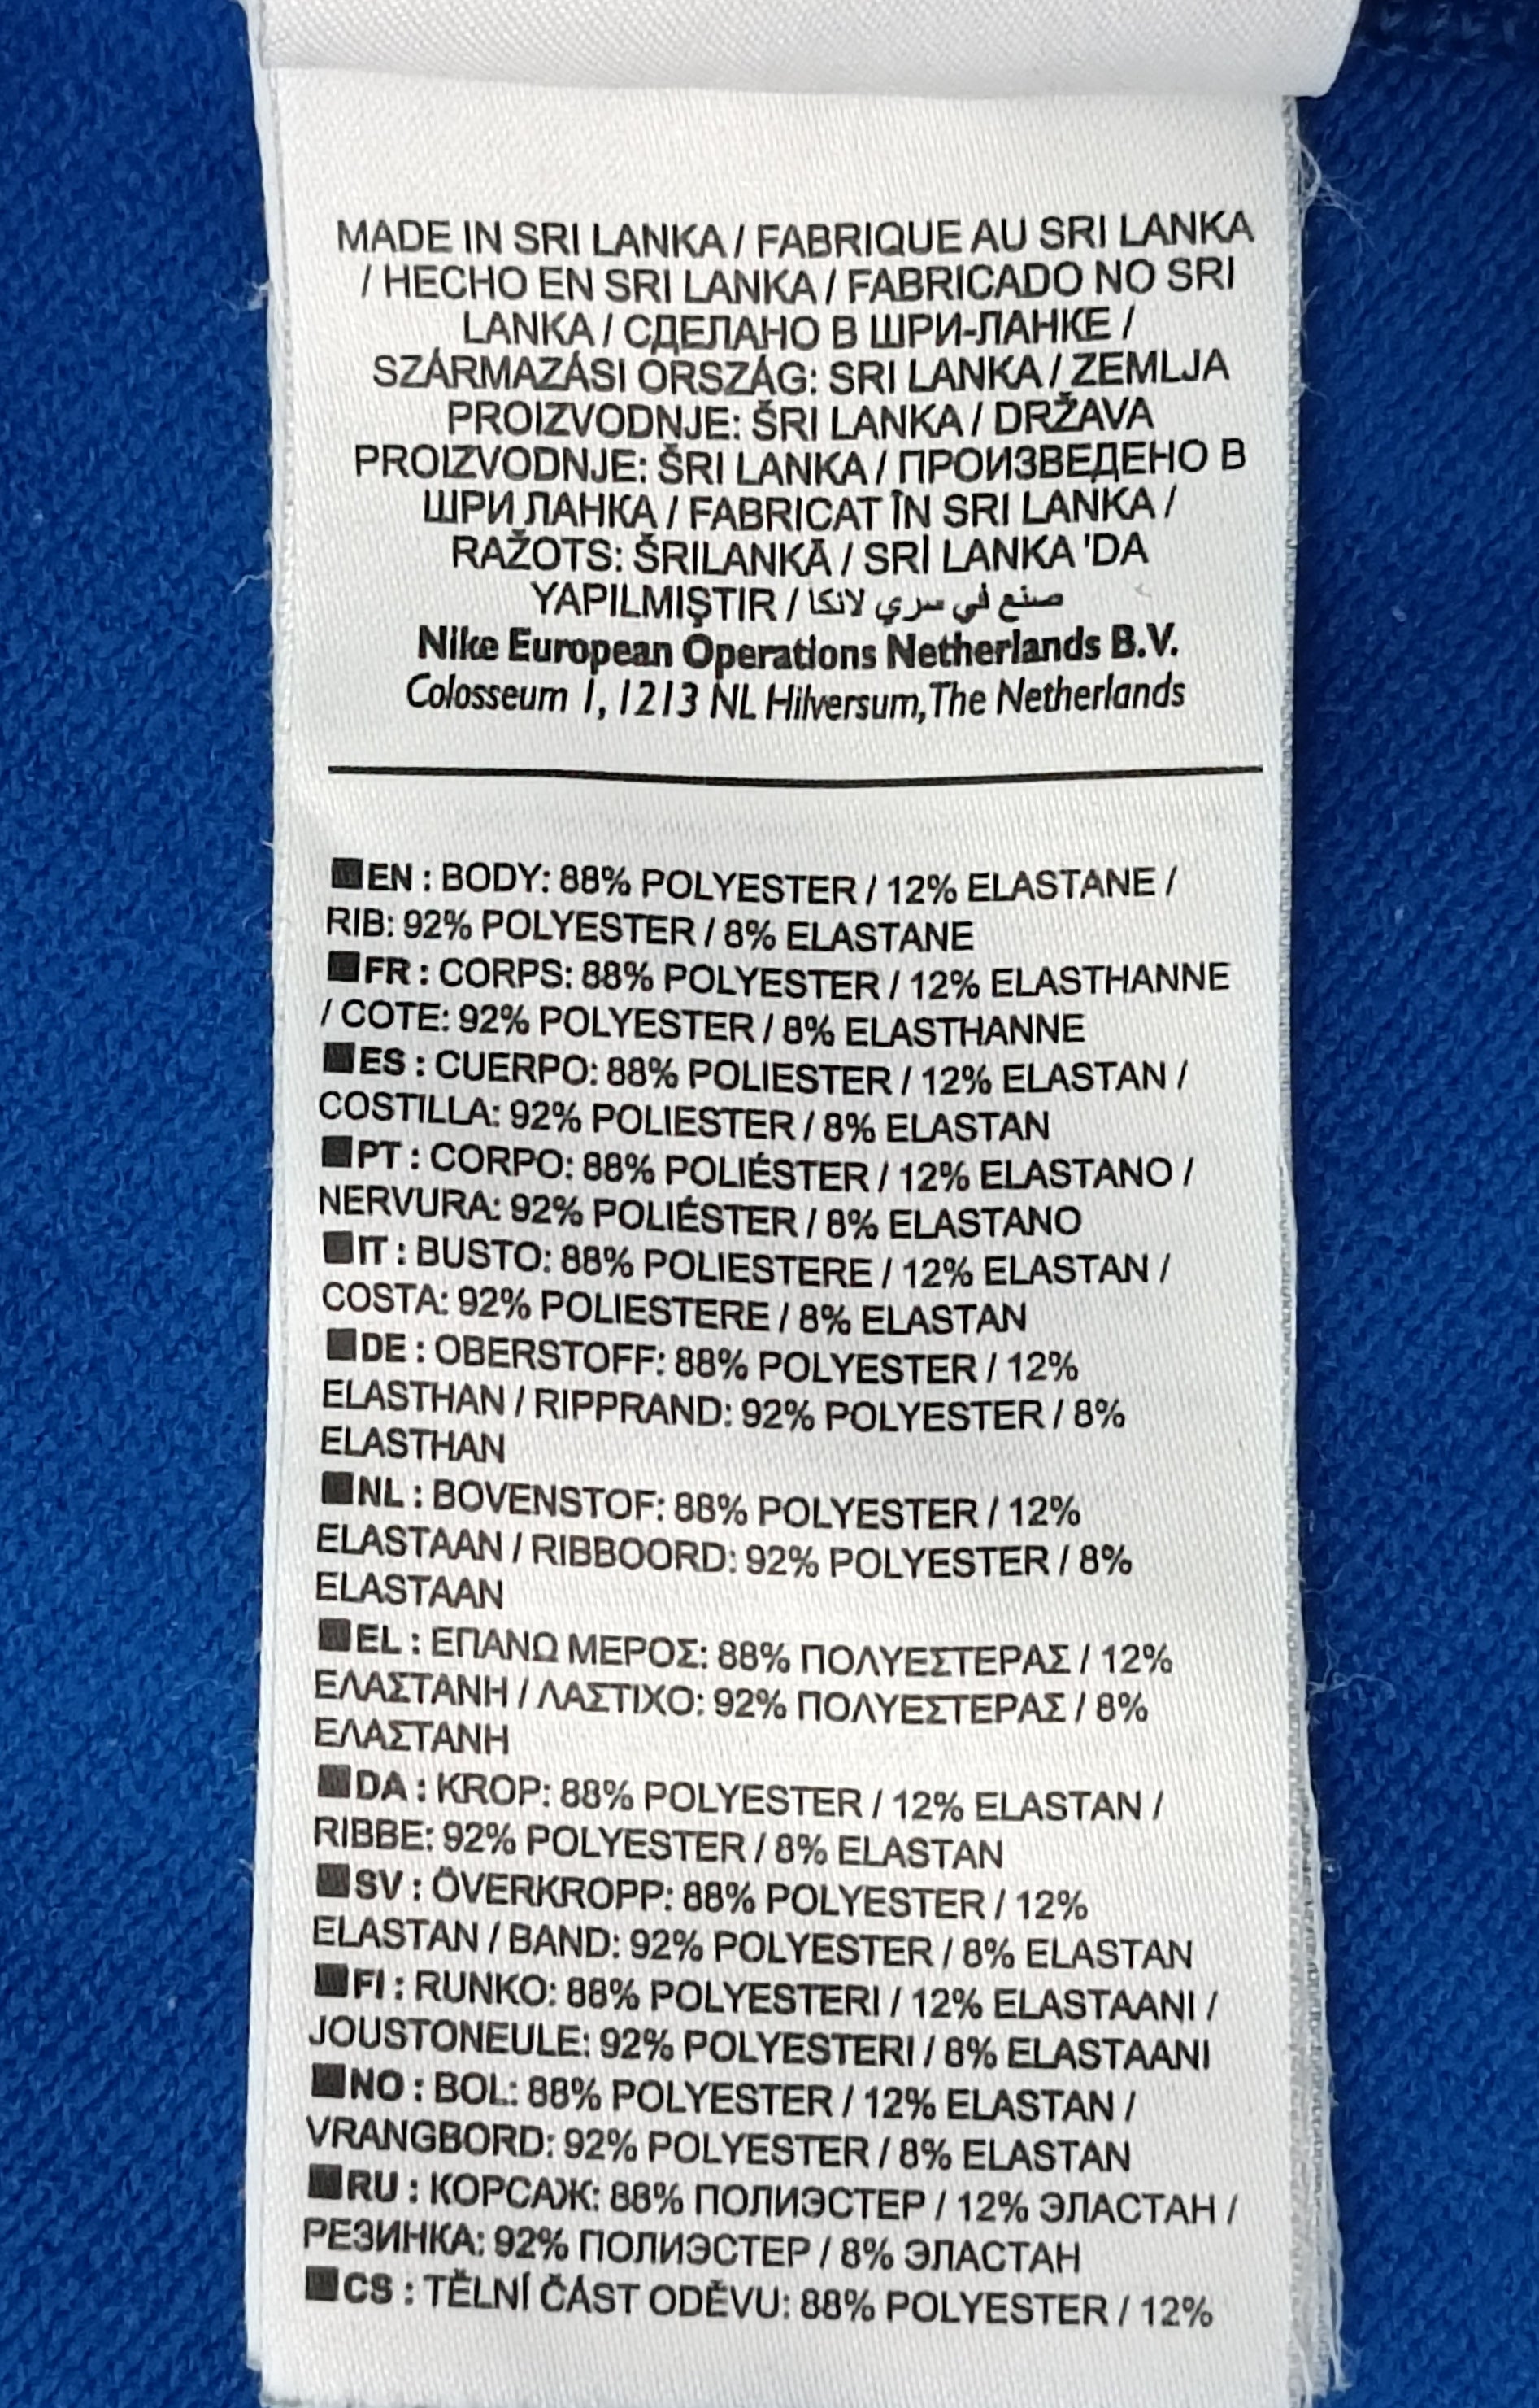 MADE IN SRI LANKA / FABRIQUE AU SRI LANKA
/ HECHO EN SRI LANKA / FABRICADO NO SRI
LANKA / СДЕЛАНО В ШРИ-ЛАНКЕ /
SZÁRMAZÁSI ORSZÁG: SRI LANKA / ZEMLJA
PROIZVODNJE: ŠRI LANKA / DRŽAVA
PROIZVODNJE: ŠRI LANKA / ПРОИЗВЕДЕНО В
ШРИ ЛАНКА / FABRICAT ÎN SRI LANKA /
RAŽOTS: ŠRILANKĀ / SRİ LANKA 'DA
YAPILMIŞTIR / صنع في سري لانكا
Nike European Operations Netherlands B.V.
Colosseum 1, 1213 NL Hilversum, The Netherlands
■EN : BODY: 88% POLYESTER / 12% ELASTANE /
RIB: 92% POLYESTER / 8% ELASTANE
■FR : CORPS: 88% POLYESTER / 12% ELASTHANNE
/ COTE: 92% POLYESTER / 8% ELASTHANNE
■ES : CUERPO: 88% POLIESTER / 12% ELASTAN /
COSTILLA: 92% POLIESTER / 8% ELASTAN
■PT : CORPO: 88% POLIÉSTER / 12% ELASTANO /
NERVURA: 92% POLIÉSTER / 8% ELASTANO
■IT : BUSTO: 88% POLIESTERE / 12% ELASTAN /
COSTA: 92% POLIESTERE / 8% ELASTAN
■DE : OBERSTOFF: 88% POLYESTER / 12%
ELASTHAN / RIPPRAND: 92% POLYESTER / 8%
ELASTHAN
■NL : BOVENSTOF: 88% POLYESTER / 12%
ELASTAAN / RIBBOORD: 92% POLYESTER / 8%
ELASTAAN
■EL : ΕΠΑΝΩ ΜΕΡΟΣ: 88% ΠΟΛΥΕΣΤΕΡΑΣ / 12%
ΕΛΑΣΤΑΝΗ / ΛΑΣΤΙΧΟ: 92% ΠΟΛΥΕΣΤΕΡΑΣ / 8%
ΕΛΑΣΤΑΝΗ
■DA : KROP: 88% POLYESTER / 12% ELASTAN /
RIBBE: 92% POLYESTER / 8% ELASTAN
■SV : ÖVERKROPP: 88% POLYESTER / 12%
ELASTAN / BAND: 92% POLYESTER / 8% ELASTAN
■FI : RUNKO: 88% POLYESTERI / 12% ELASTAANI /
JOUSTONEULE: 92% POLYESTERI / 8% ELASTAANI
■NO : BOL: 88% POLYESTER / 12% ELASTAN /
VRANGBORD: 92% POLYESTER / 8% ELASTAN
■RU : КОРСАЖ: 88% ПОЛИЭСТЕР / 12% ЭЛАСТАН /
РЕЗИНКА: 92% ПОЛИЭСТЕР / 8% ЭЛАСТАН
■CS : TĚLNÍ ČÁST ODĚVU: 88% POLYESTER / 12%